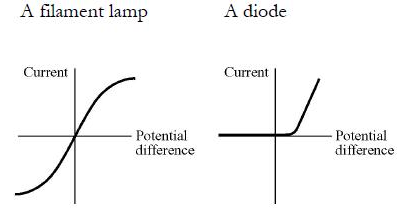 A filament lamp
A diode
Current
Potential
difference
Current
Potential
difference